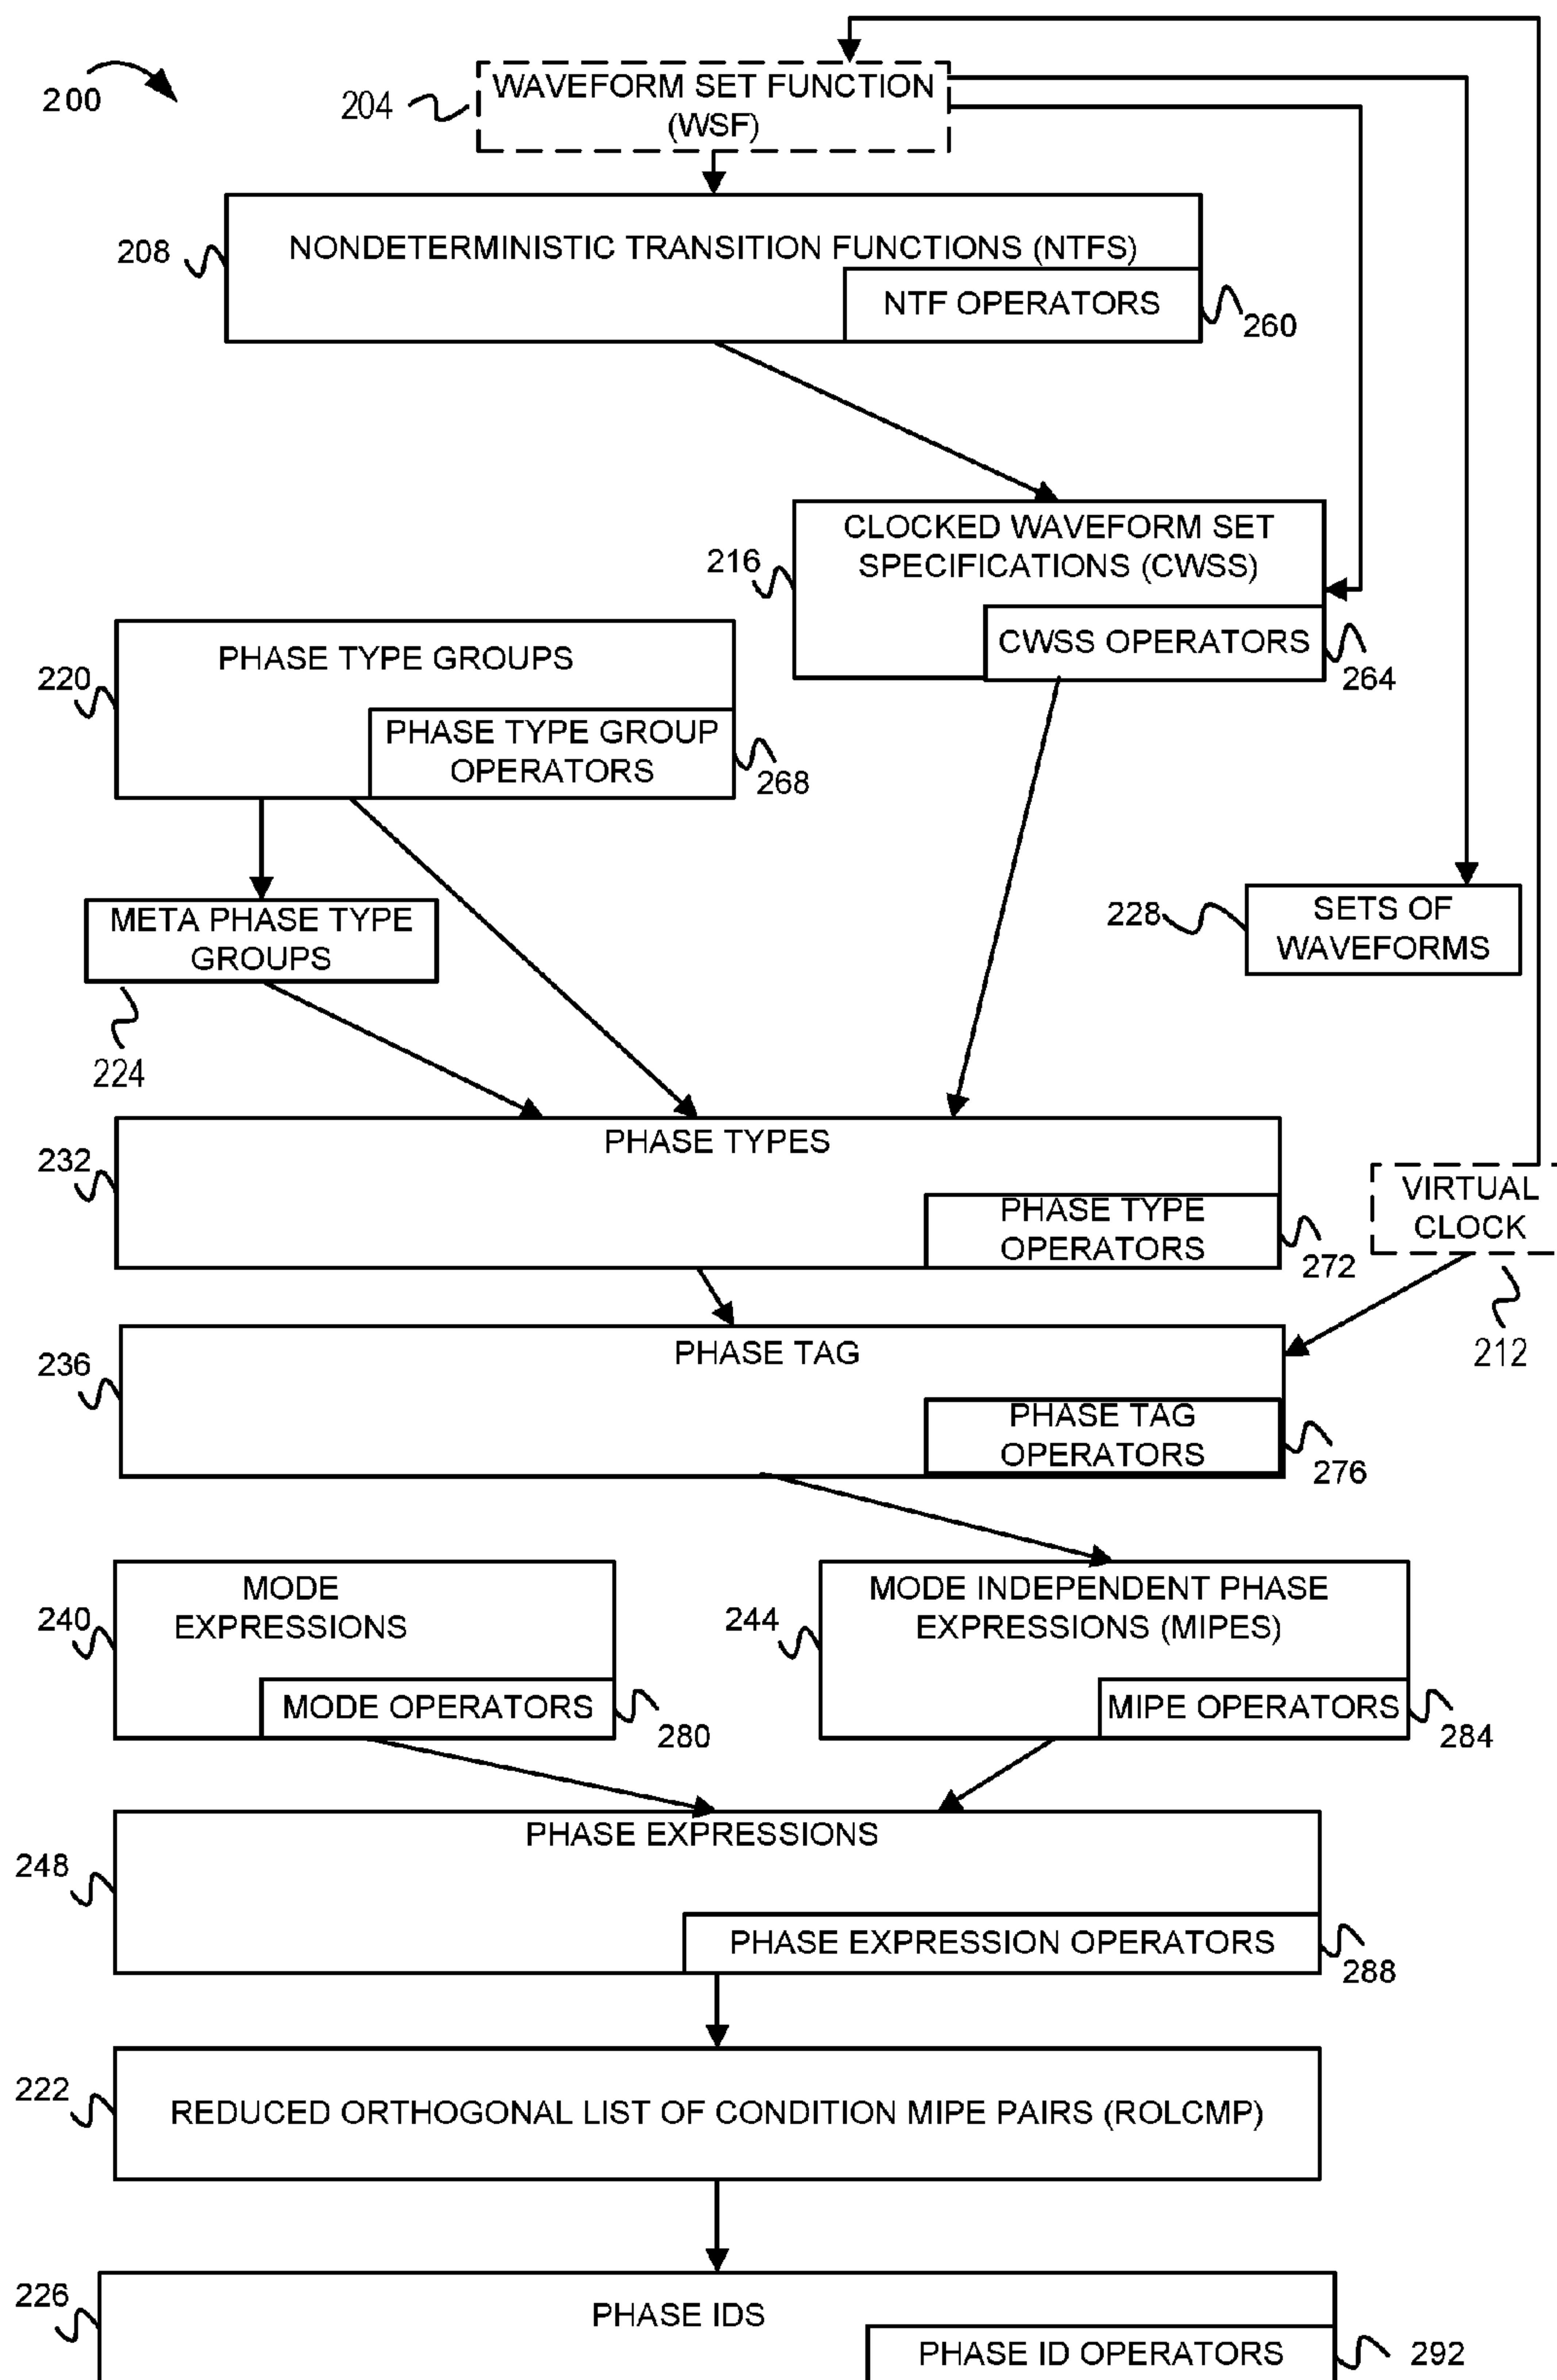 200
204
WAVEFORM SET FUNCTION
(WSF)
208
NONDETERMINISTIC TRANSITION FUNCTIONS (NTFS)
NTF OPERATORS
260
216
CLOCKED WAVEFORM SET
SPECIFICATIONS (CWSS)
CWSS OPERATORS
264
220
PHASE TYPE GROUPS
PHASE TYPE GROUP
OPERATORS
268
META PHASE TYPE
GROUPS
224
228
SETS OF
WAVEFORMS
232
PHASE TYPES
PHASE TYPE
OPERATORS
272
VIRTUAL
CLOCK
212
236
PHASE TAG
PHASE TAG
OPERATORS
276
240
MODE
EXPRESSIONS
MODE OPERATORS
280
244
MODE INDEPENDENT PHASE
EXPRESSIONS (MIPES)
MIPE OPERATORS
284
248
PHASE EXPRESSIONS
PHASE EXPRESSION OPERATORS
288
222
REDUCED ORTHOGONAL LIST OF CONDITION MIPE PAIRS (ROLCMP)
226
PHASE IDS
PHASE ID OPERATORS
292